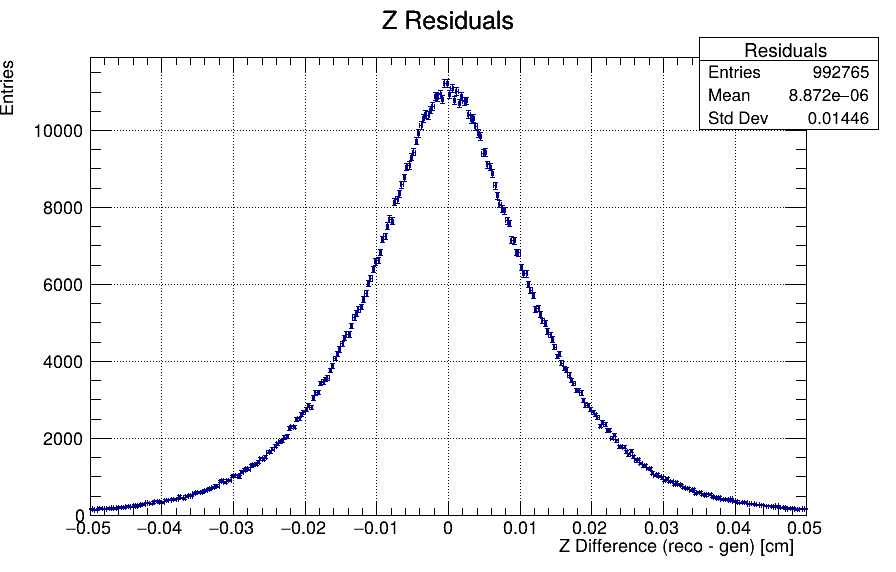 Z Residuals
Residuals
Entries 992765
Mean 8.872e−06
Std Dev 0.01446
Entries
10000
8000
6000
4000
2000
0
−0.05 −0.04 −0.03 −0.02 −0.01 0 0.01 0.02 0.03 0.04 0.05
Z Difference (reco - gen) [cm]